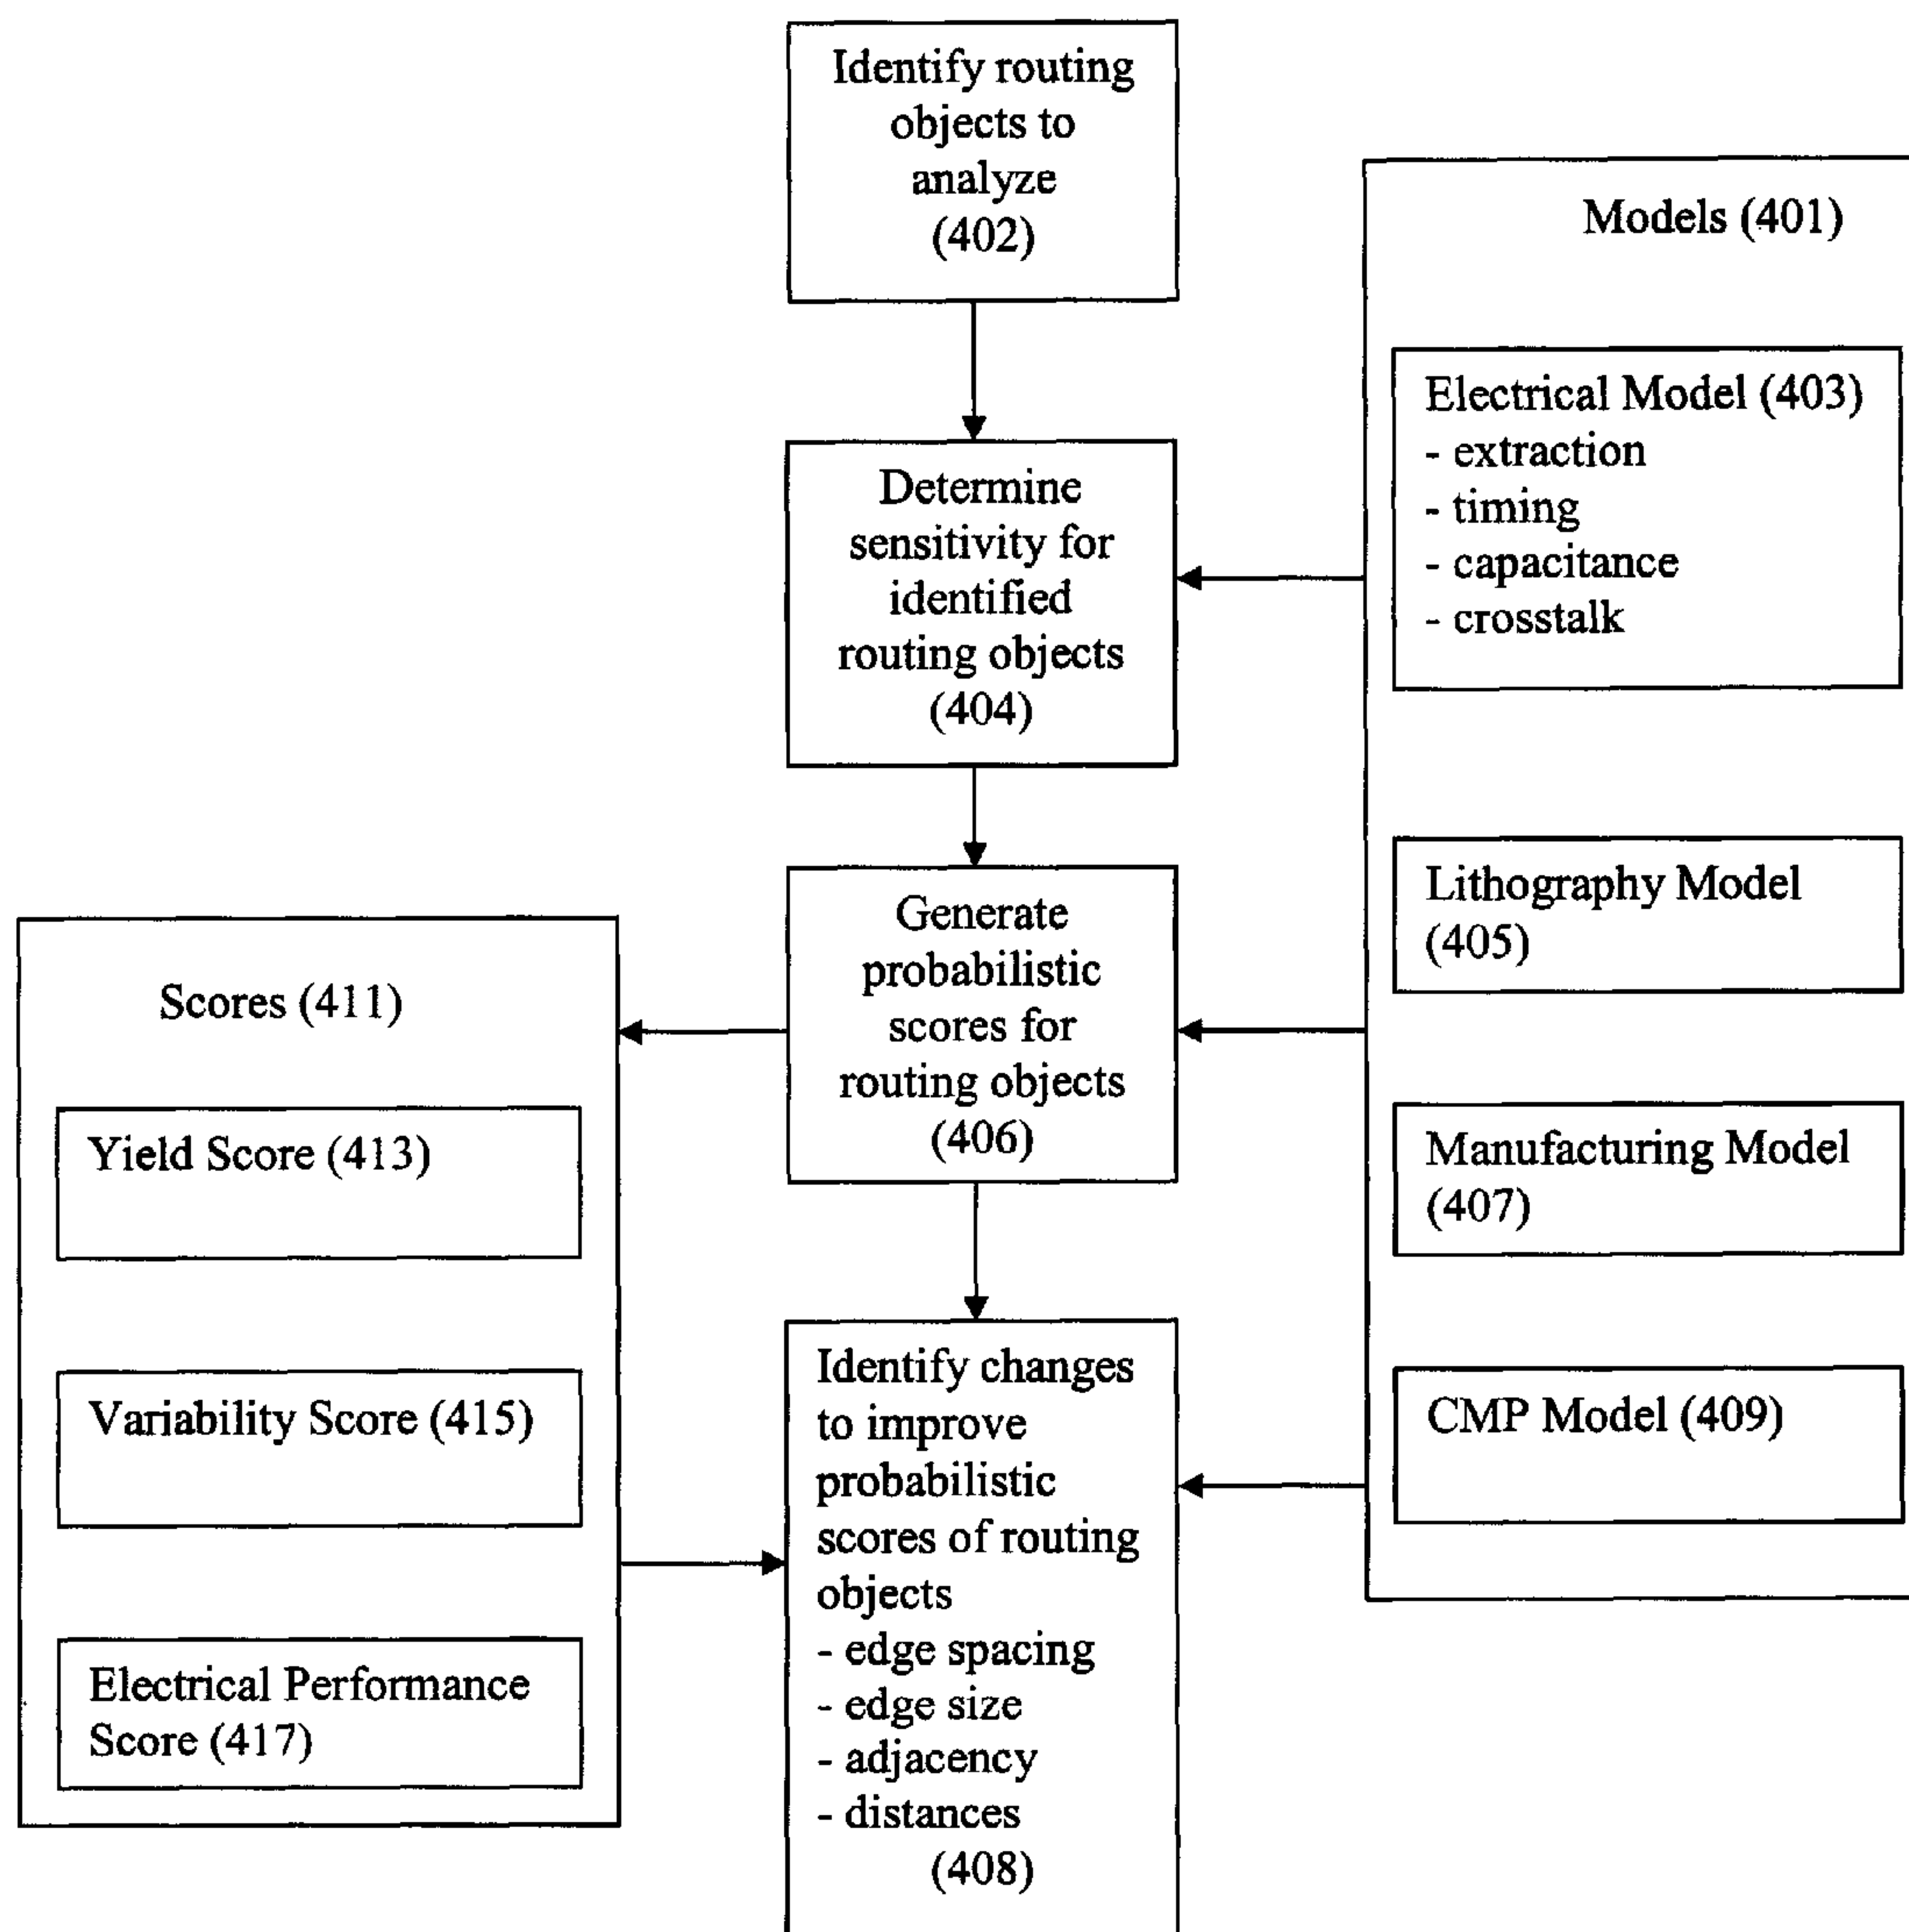 Identify routing
objects to
analyze
(402)
Models (401)
Electrical Model (403)
- extraction
- timing
- capacitance
- crosstalk
Determine
sensitivity for
identified
routing objects
(404)
Lithography Model
(405)
Generate
probabilistic
scores for
routing objects
(406)
Scores (411)
Yield Score (413)
Manufacturing Model
(407)
Variability Score (415)
CMP Model (409)
Identify changes
to improve
probabilistic
scores of routing
objects
- edge spacing
- edge size
- adjacency
- distances
(408)
Electrical Performance
Score (417)